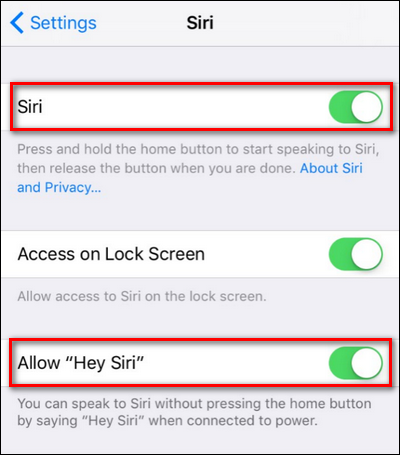 Settings
Siri
Siri
Press and hold the home button to start speaking to Siri,
then release the button when you are done. About Siri
and Privacy...
Access on Lock Screen
Allow access to Siri on the lock screen.
Allow “Hey Siri”
You can speak to Siri without pressing the home button
by saying “Hey Siri” when connected to power.